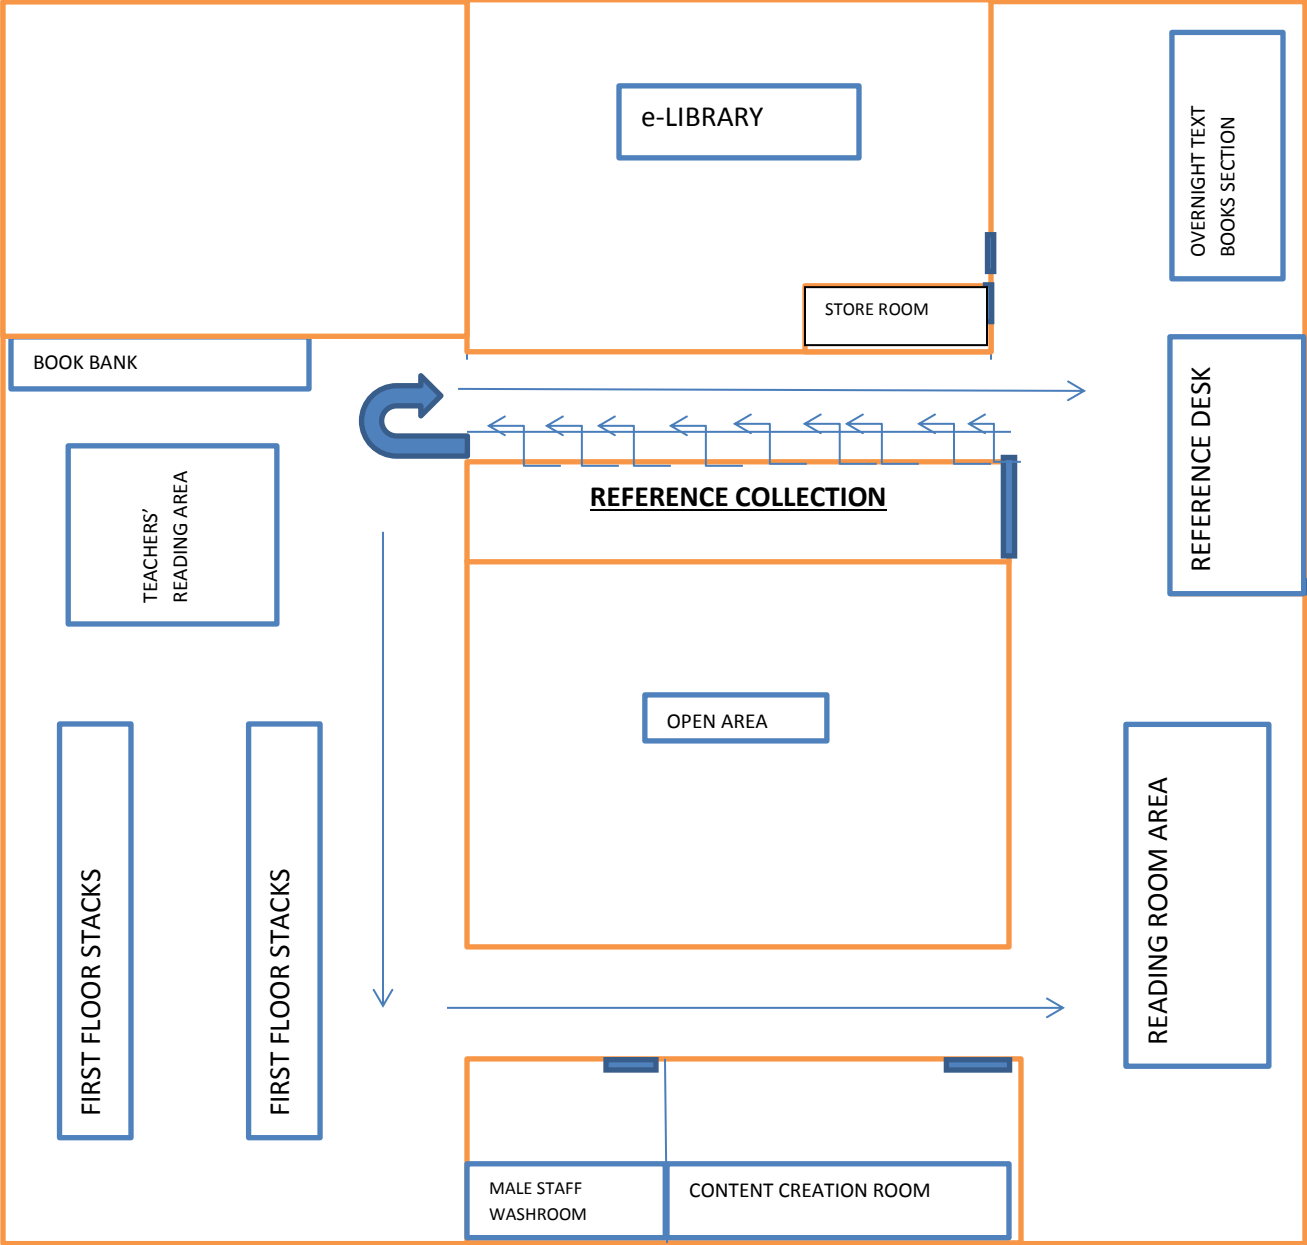 e-LIBRARY
OVERNIGHT TEXT
BOOKS SECTION
STORE ROOM
BOOK BANK
REFERENCE DESK
TEACHERS’
READING AREA
REFERENCE COLLECTION
OPEN AREA
FIRST FLOOR STACKS
FIRST FLOOR STACKS
READING ROOM AREA
MALE STAFF
WASHROOM
CONTENT CREATION ROOM